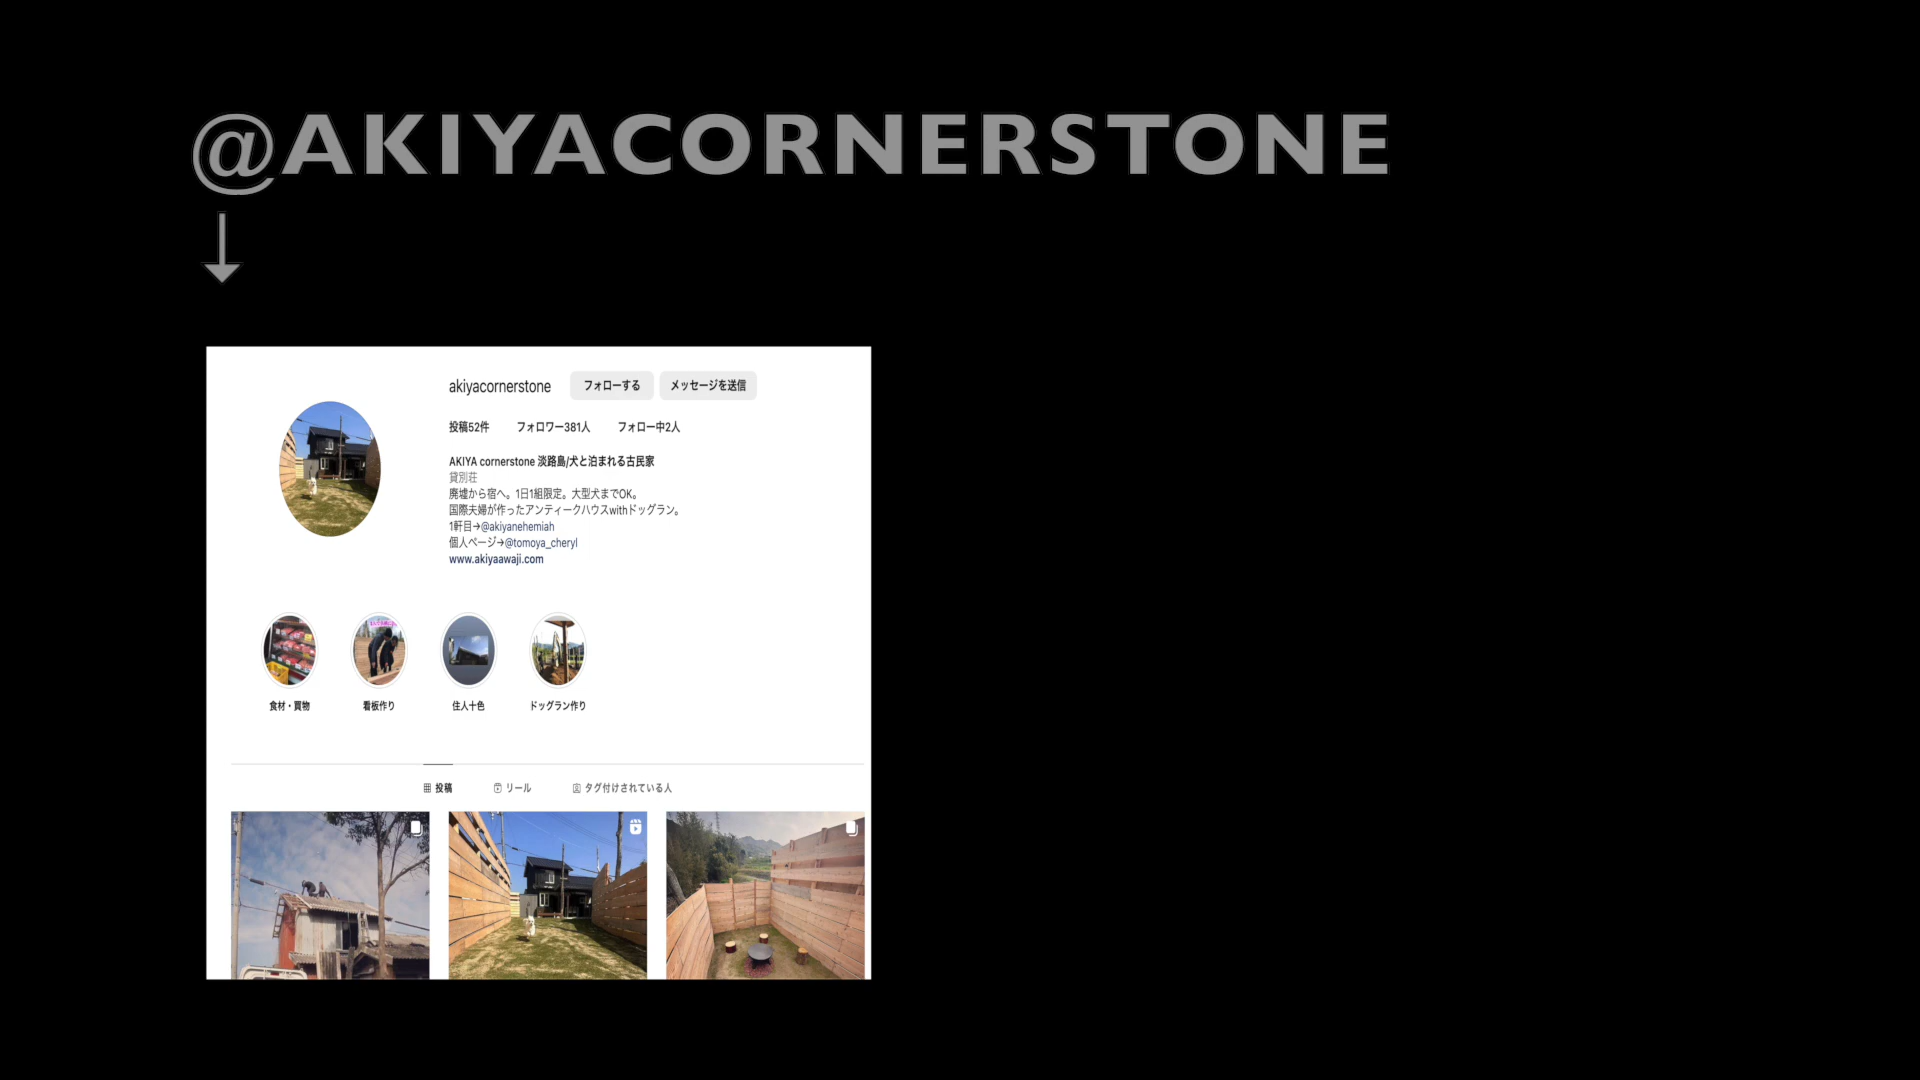 @AKIYACORNERSTONE
↓
akiyacornerstone フォローする メッセージを送信
投稿52件 フォロワー381人 フォロー中2人
AKIYA cornerstone 淡路島/犬と泊まれる古民家
貸別荘
廃墟から宿へ。1日1組限定。大型犬までOK。
国際夫婦が作ったアンティークハウスwithドッグラン。
1軒目→@akiyanehemiah
個人ページ→@tomoya_cheryl
www.akiyaawaji.com
食材・買物 看板作り 住人十色 ドッグラン作り
投稿 リール タグ付けされている人